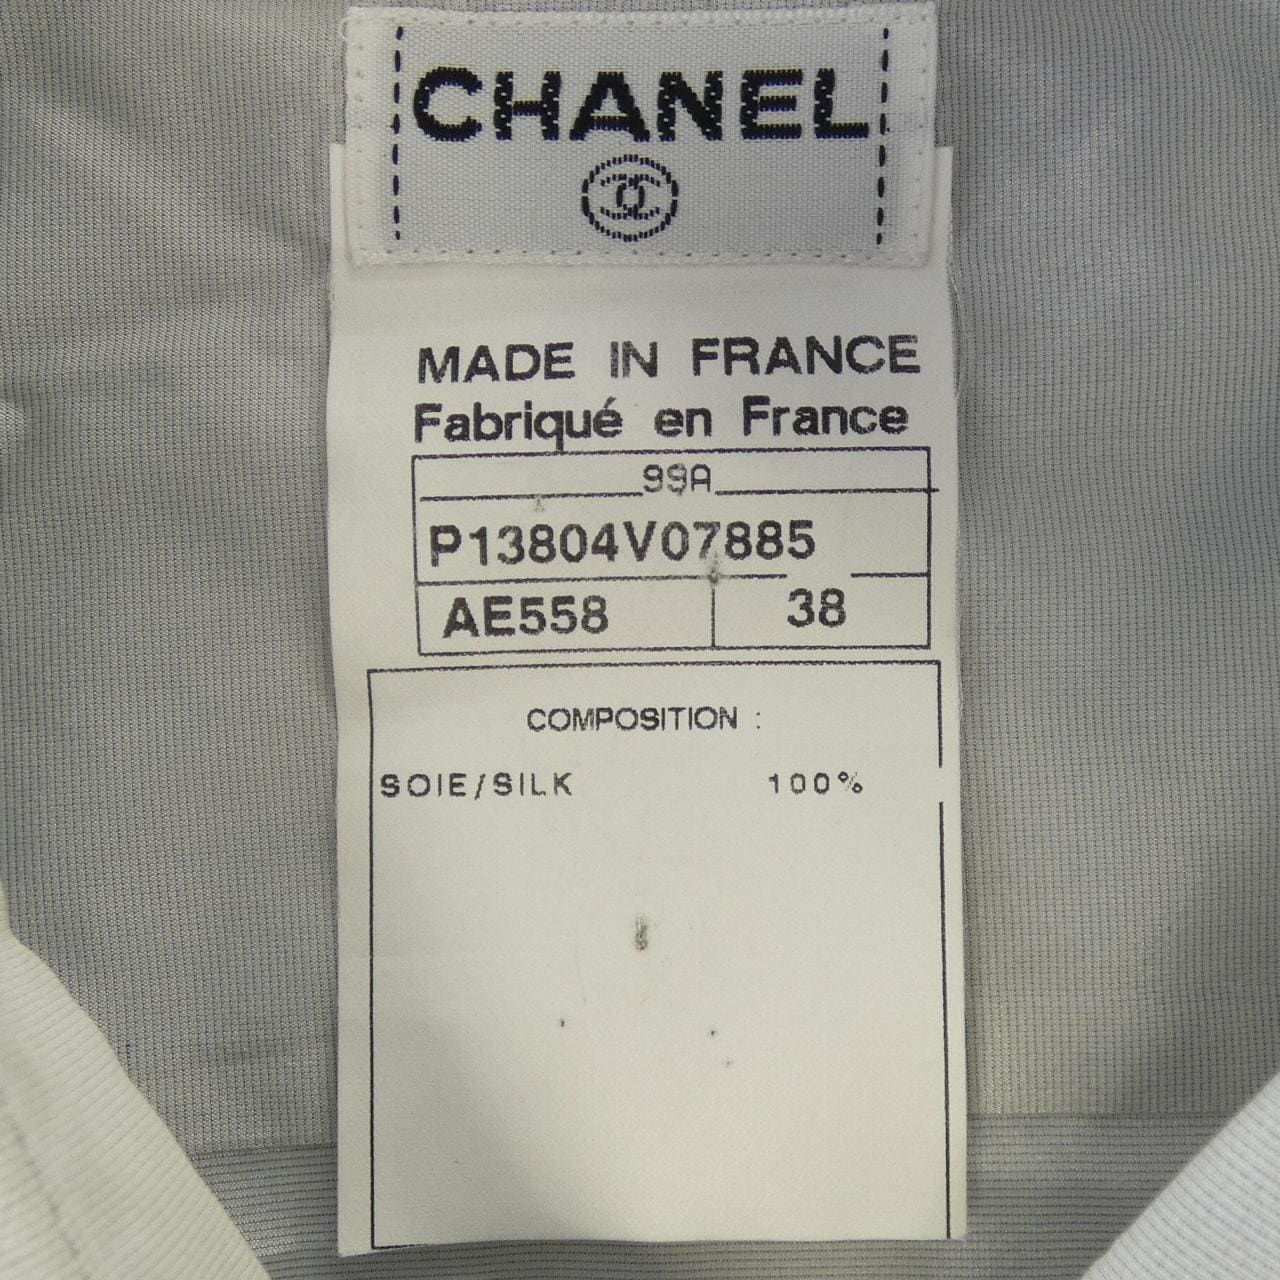 CHANEL
MADE IN FRANCE
Fabriqué en France
99A
P13804V07885
AE558 38
COMPOSITION :
SOIE/SILK 100%